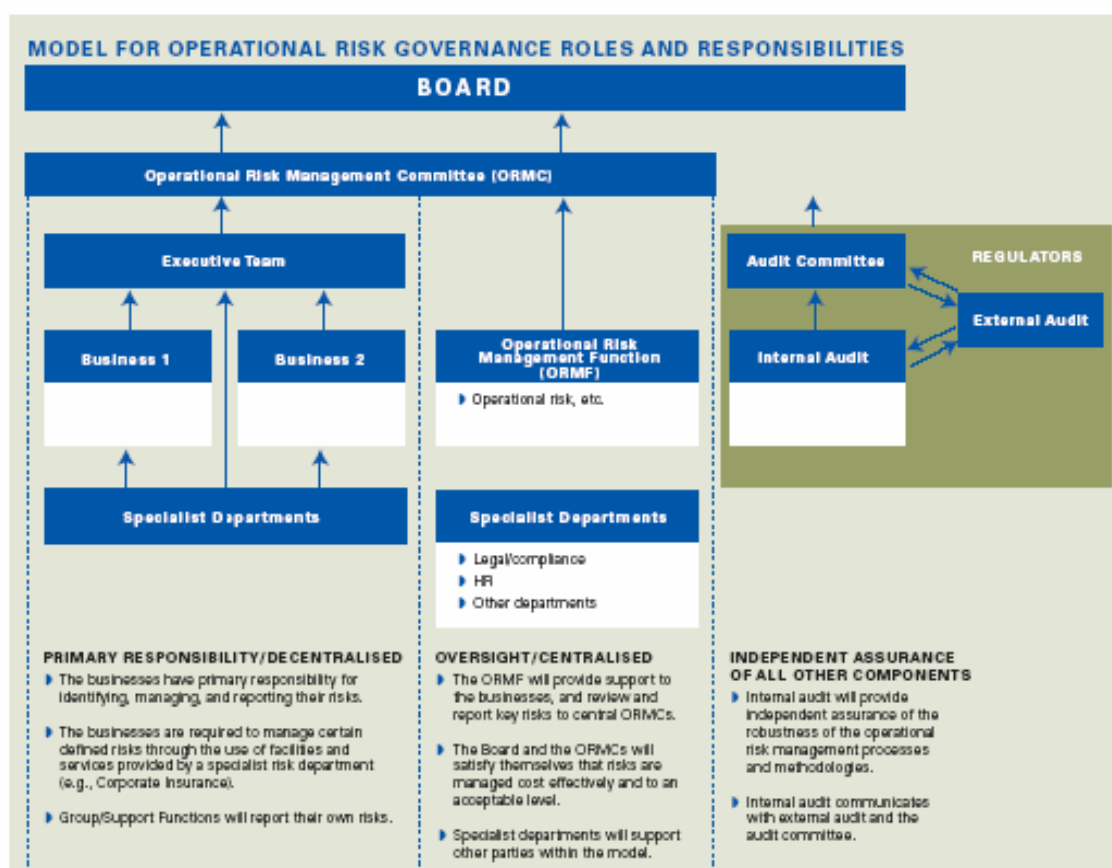 MODEL FOR OPERATIONAL RISK GOVERNANCE ROLES AND RESPONSIBILITIES
BOARD
Operational Risk Management Committee (ORMC)
Executive Team
Audit Committee
REGULATORS
External Audit
Business 1
Business 2
Operational Risk
Management Function
(ORMF)
Operational risk, etc.
Internal Audit
Specialist Departments
Specialist Departments
Legal/compliance
HR
Other departments
PRIMARY RESPONSIBILITY/DECENTRALISED
The businesses have primary responsibility for
identifying, managing, and reporting their risks.
The businesses are required to manage certain
defined risks through the use of facilities and
services provided by a specialist risk department
(e.g., Corporate Insurance).
Group/Support Functions will report their own risks.
OVERSIGHT/CENTRALISED
The ORMF will provide support to
the businesses, and review and
report key risks to central ORMCs.
The Board and the ORMCs will
satisfy themselves that risks are
managed cost effectively and to an
acceptable level.
Specialist departments will support
other parties within the model.
INDEPENDENT ASSURANCE
OF ALL OTHER COMPONENTS
Internal audit will provide
independent assurance of the
robustness of the operational
risk management processes
and methodologies.
Internal audit communicates
with external audit and the
audit committee.